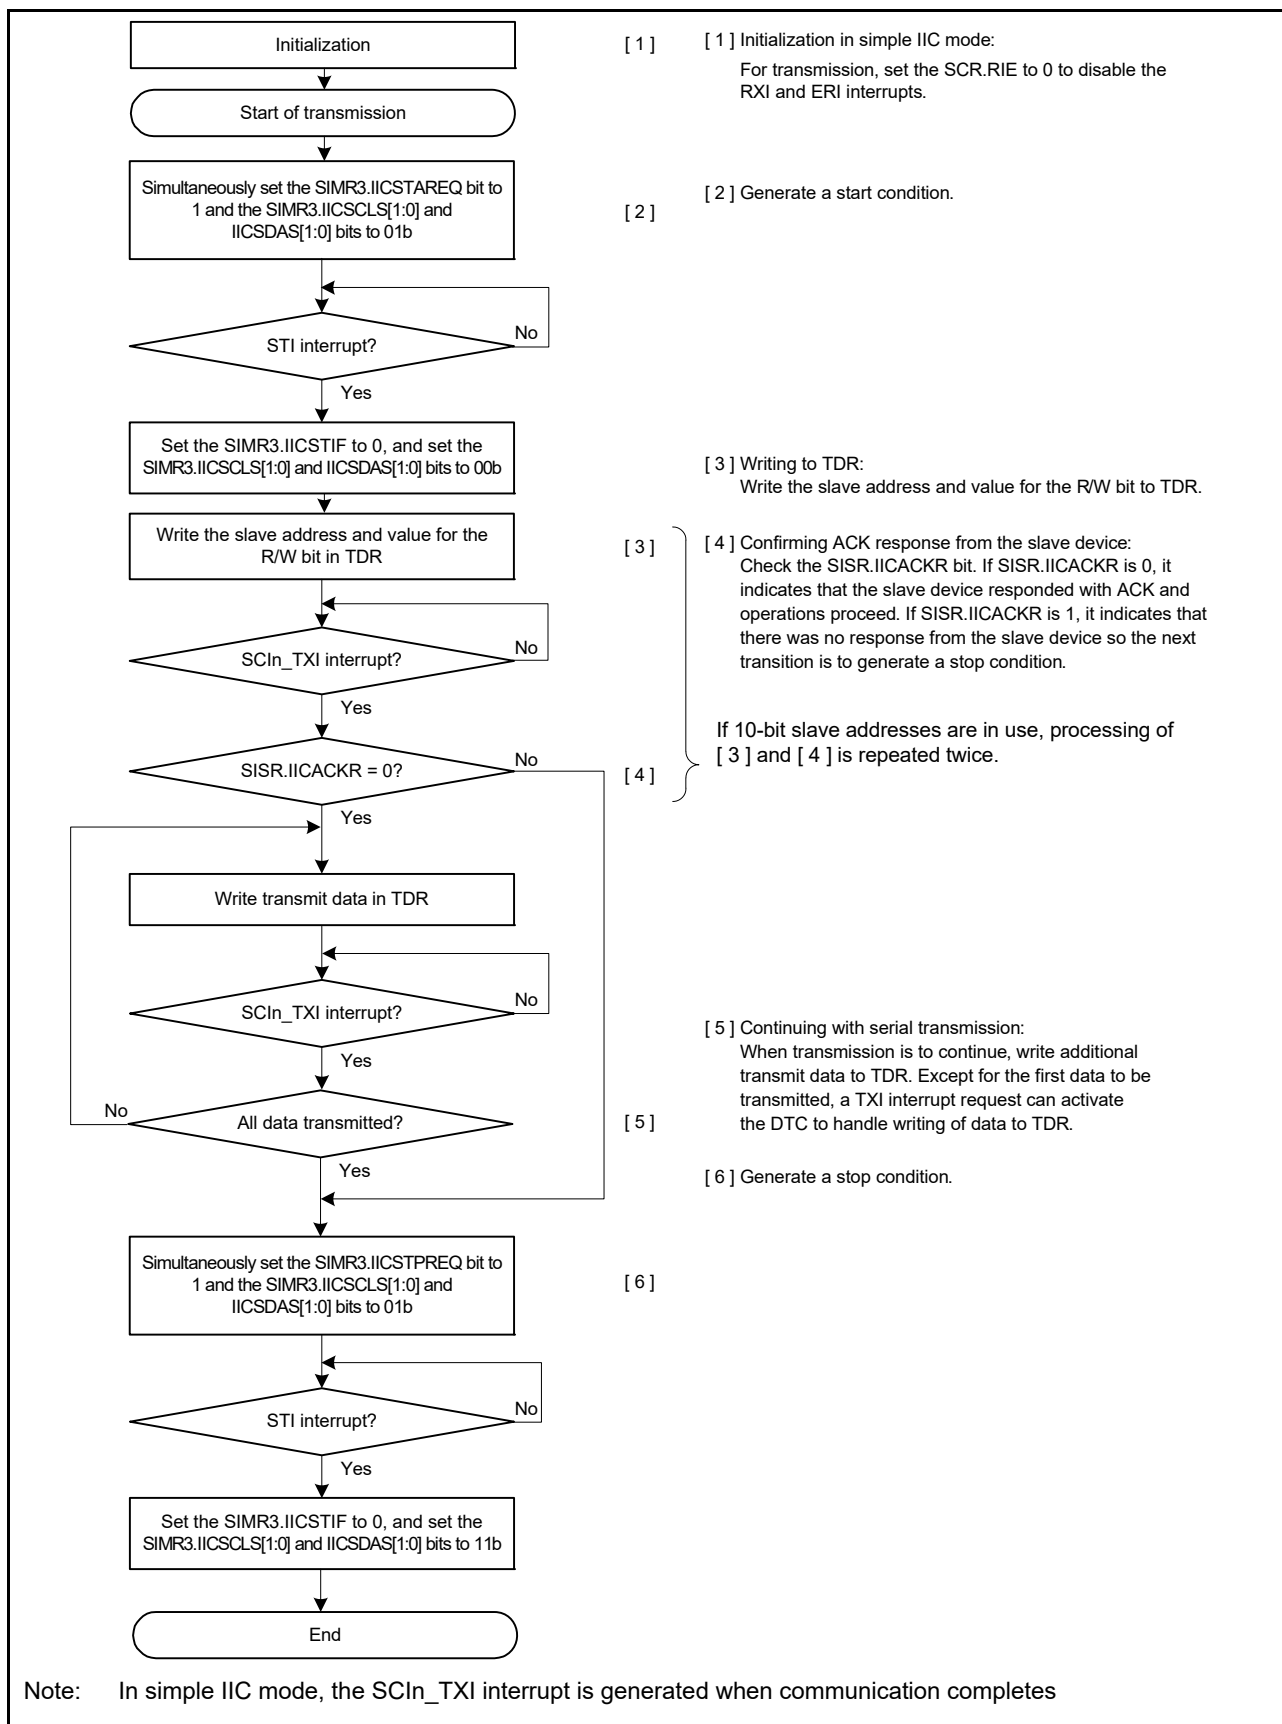 Initialization
[ 1 ]
[ 1 ] Initialization in simple IIC mode:
For transmission, set the SCR.RIE to 0 to disable the
RXI and ERI interrupts.
Start of transmission
Simultaneously set the SIMR3.IICSTAREQ bit to
1 and the SIMR3.IICSCLS[1:0] and
IICSDAS[1:0] bits to 01b
[ 2 ]
[ 2 ] Generate a start condition.
STI interrupt?
No
Yes
Set the SIMR3.IICSTIF to 0, and set the
SIMR3.IICSCLS[1:0] and IICSDAS[1:0] bits to 00b
[ 3 ] Writing to TDR:
Write the slave address and value for the R/W bit to TDR.
Write the slave address and value for the
R/W bit in TDR
[ 3 ]
[ 4 ] Confirming ACK response from the slave device:
Check the SISR.IICACKR bit. If SISR.IICACKR is 0, it
indicates that the slave device responded with ACK and
operations proceed. If SISR.IICACKR is 1, it indicates that
there was no response from the slave device so the next
transition is to generate a stop condition.
SCIn_TXI interrupt?
No
Yes
If 10-bit slave addresses are in use, processing of
[ 3 ] and [ 4 ] is repeated twice.
SISR.IICACKR = 0?
No
[ 4 ]
Yes
Write transmit data in TDR
SCIn_TXI interrupt?
No
Yes
[ 5 ] Continuing with serial transmission:
When transmission is to continue, write additional
transmit data to TDR. Except for the first data to be
transmitted, a TXI interrupt request can activate
the DTC to handle writing of data to TDR.
No
All data transmitted?
[ 5 ]
Yes
[ 6 ] Generate a stop condition.
Simultaneously set the SIMR3.IICSTPREQ bit to
1 and the SIMR3.IICSCLS[1:0] and
IICSDAS[1:0] bits to 01b
[ 6 ]
STI interrupt?
No
Yes
Set the SIMR3.IICSTIF to 0, and set the
SIMR3.IICSCLS[1:0] and IICSDAS[1:0] bits to 11b
End
Note: In simple IIC mode, the SCIn_TXI interrupt is generated when communication completes